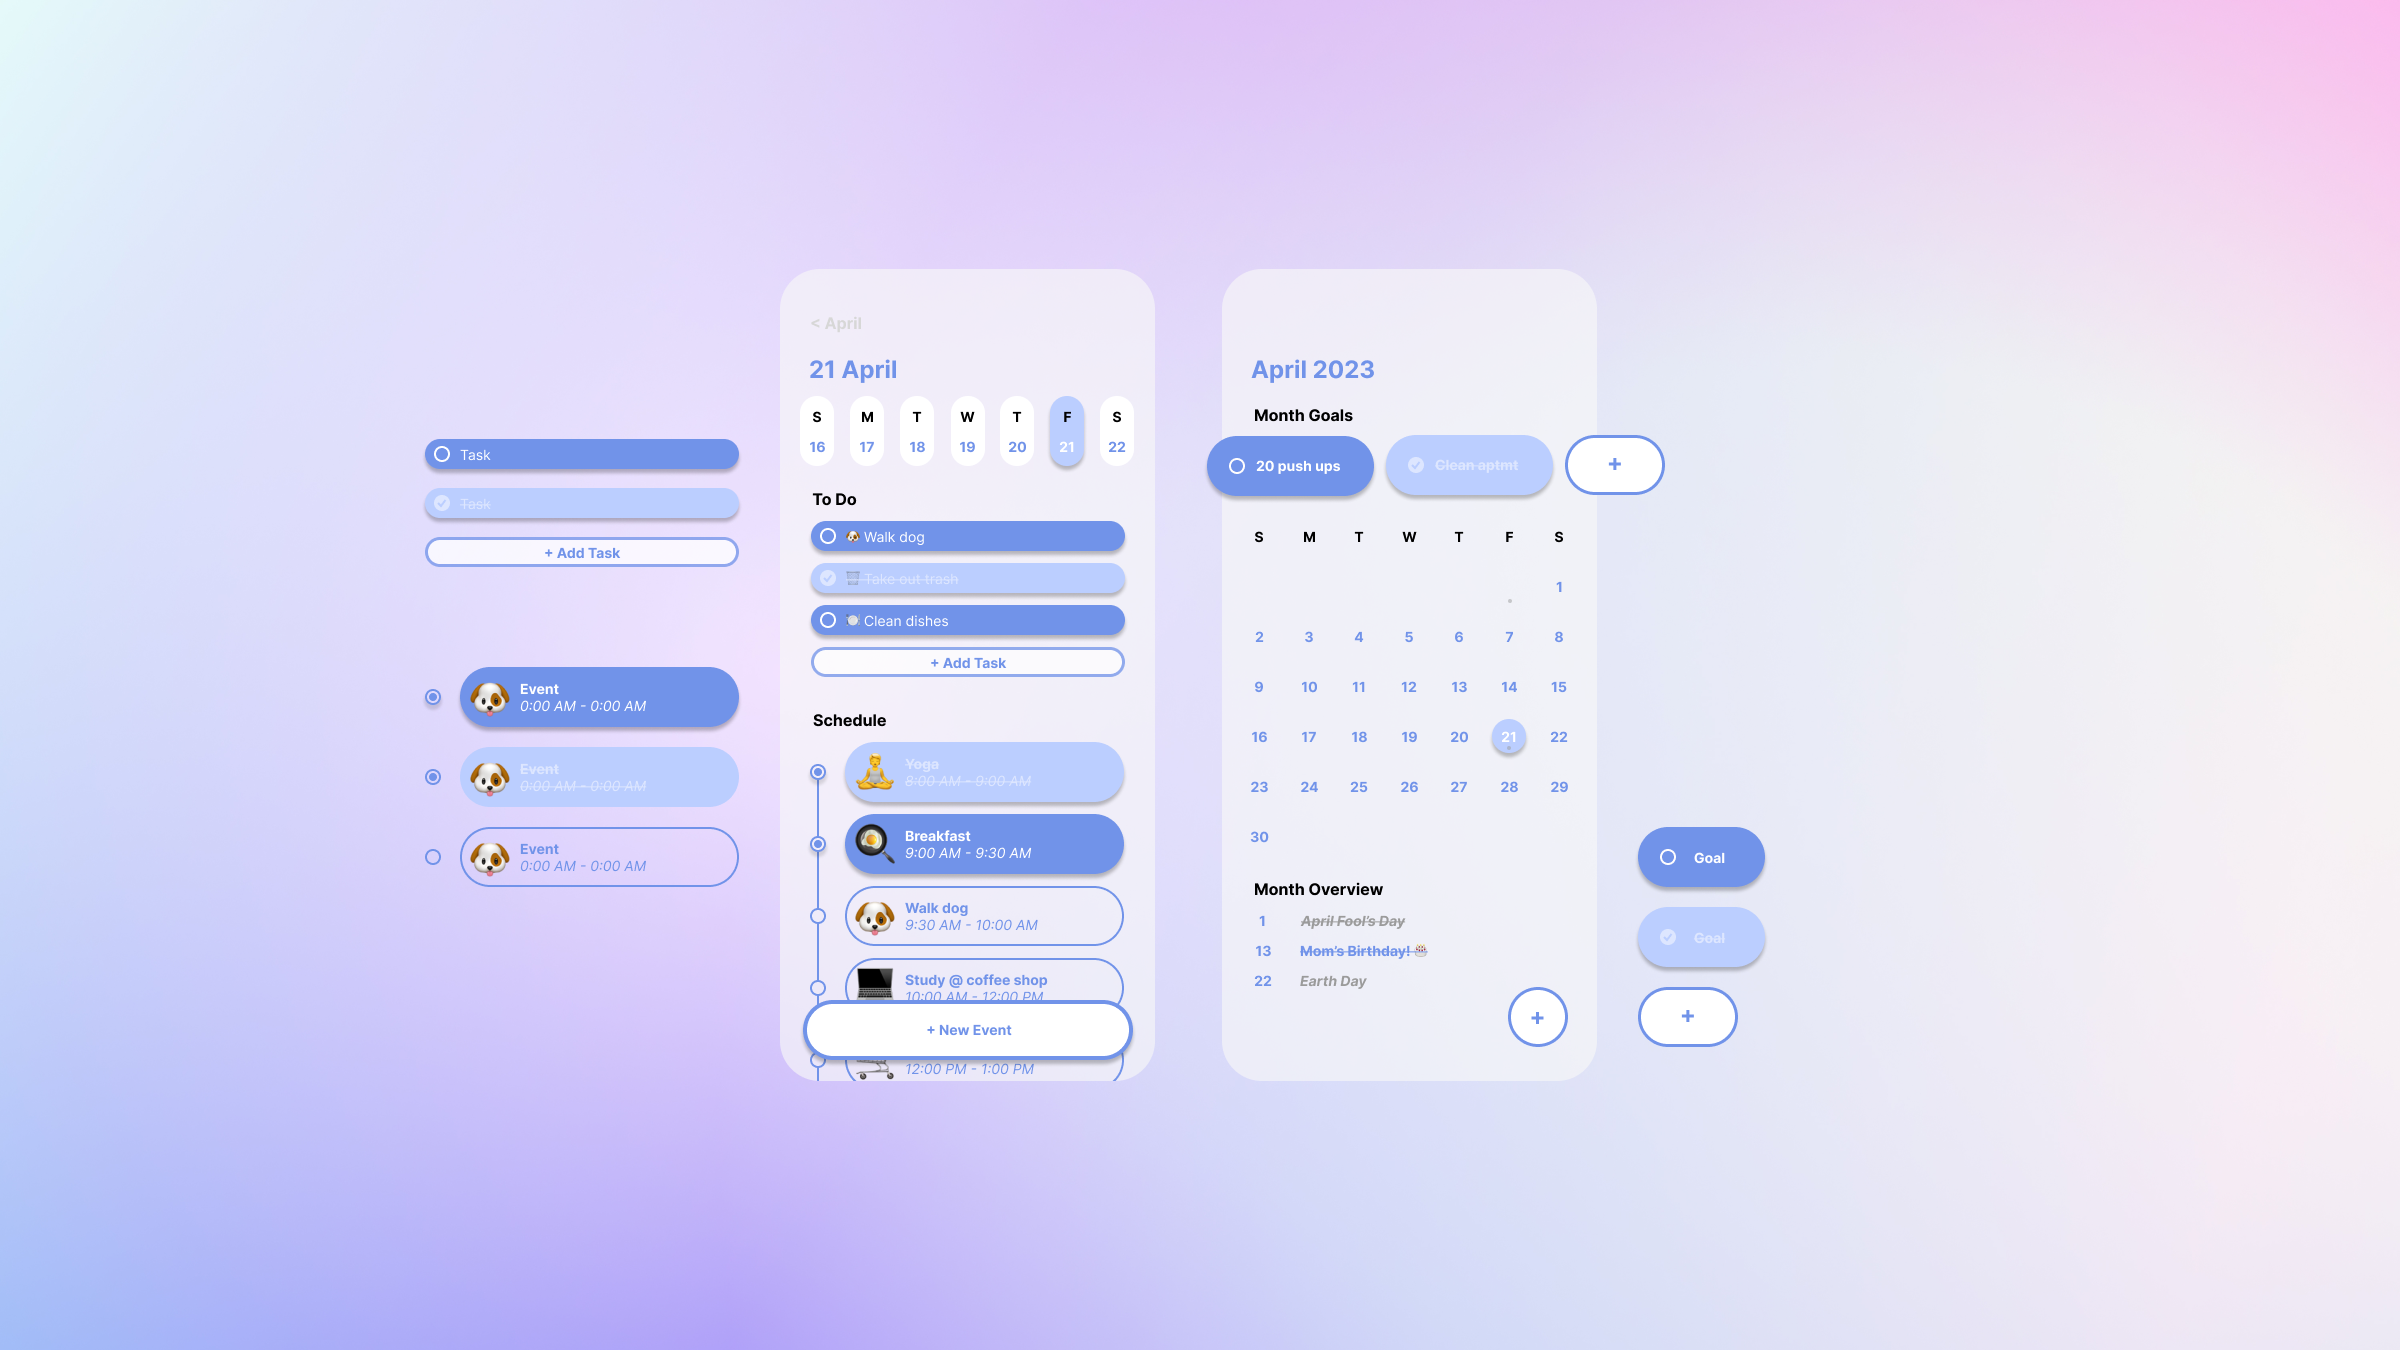 Task
Task
+ Add Task
Event
0:00 AM - 0:00 AM
Event
0:00 AM - 0:00 AM
Event
0:00 AM - 0:00 AM
< April
21 April
S M T W T F S
16 17 18 19 20 21 22
To Do
🐶 Walk dog
🗑️ Take out trash
🍽️ Clean dishes
+ Add Task
Schedule
Yoga
8:00 AM - 9:00 AM
Breakfast
9:00 AM - 9:30 AM
Walk dog
9:30 AM - 10:00 AM
Study @ coffee shop
10:00 AM - 12:00 PM
+ New Event
12:00 PM - 1:00 PM
April 2023
Month Goals
20 push ups
Clean aptmt
+
S M T W T F S
1
2 3 4 5 6 7 8
9 10 11 12 13 14 15
16 17 18 19 20 21 22
23 24 25 26 27 28 29
30
Month Overview
1 April Fool's Day
13 Mom's Birthday! 🎂
22 Earth Day
+
Goal
Goal
+